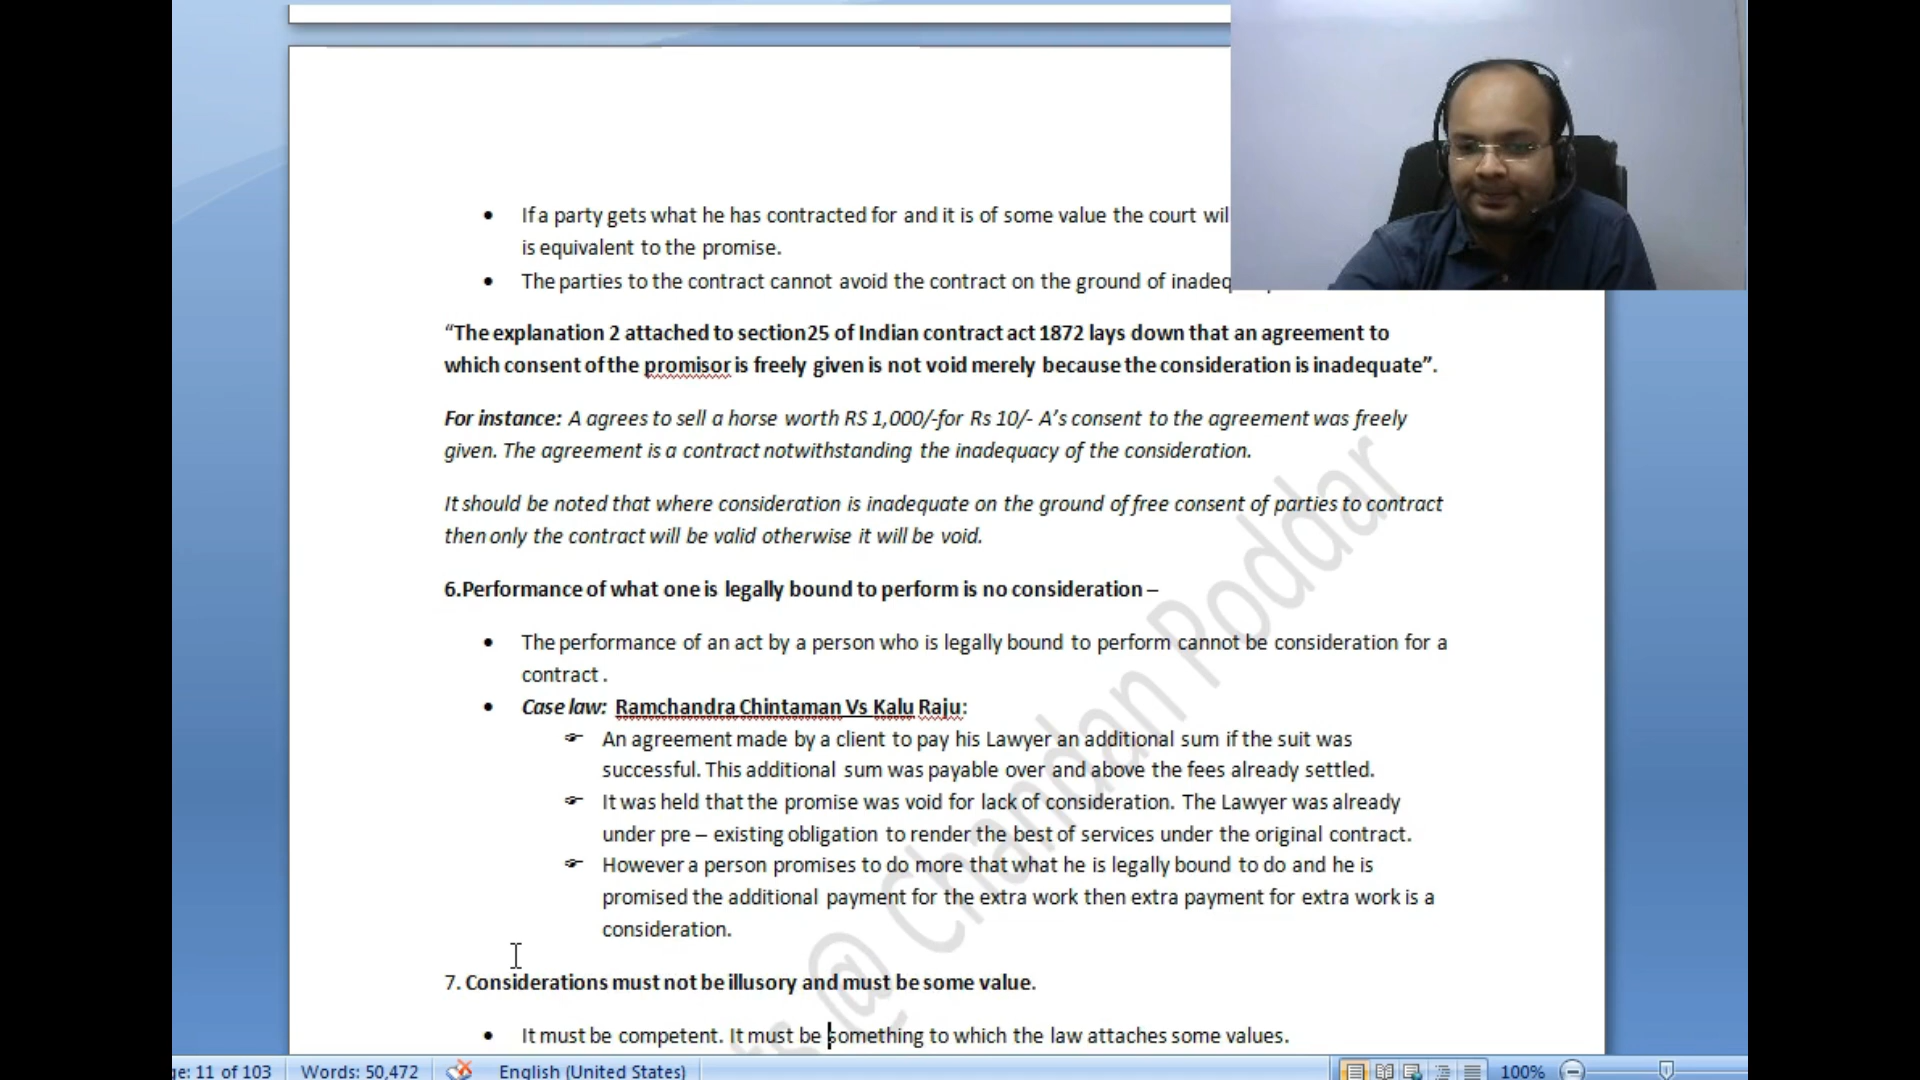 If a party gets what he has contracted for and it is of some value the court wil
is equivalent to the promise.
The parties to the contract cannot avoid the contract on the ground of inadeq
“The explanation 2 attached to section25 of Indian contract act 1872 lays down that an agreement to
which consent of the promisor is freely given is not void merely because the consideration is inadequate”.
For instance: A agrees to sell a horse worth RS 1,000/-for Rs 10/- A’s consent to the agreement was freely
given. The agreement is a contract notwithstanding the inadequacy of the consideration.
It should be noted that where consideration is inadequate on the ground of free consent of parties to contract
then only the contract will be valid otherwise it will be void.
6.Performance of what one is legally bound to perform is no consideration –
The performance of an act by a person who is legally bound to perform cannot be consideration for a
contract .
Case law: Ramchandra Chintaman Vs Kalu Raju:
An agreement made by a client to pay his Lawyer an additional sum if the suit was
successful. This additional sum was payable over and above the fees already settled.
It was held that the promise was void for lack of consideration. The Lawyer was already
under pre – existing obligation to render the best of services under the original contract.
However a person promises to do more that what he is legally bound to do and he is
promised the additional payment for the extra work then extra payment for extra work is a
consideration.
7. Considerations must not be illusory and must be some value.
It must be competent. It must be something to which the law attaches some values.
@ Chandan Poddar
ge: 11 of 103 Words: 50,472 English (United States) 100%